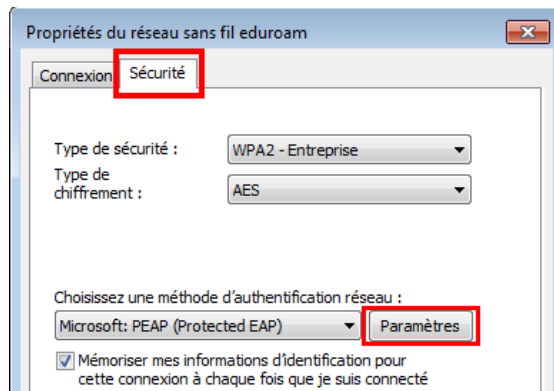 Propriétés du réseau sans fil eduroam
Connexion Sécurité
Type de sécurité : WPA2 - Entreprise
Type de
chiffrement : AES
Choisissez une méthode d'authentification réseau :
Microsoft: PEAP (Protected EAP) Paramètres
Mémoriser mes informations d'identification pour
cette connexion à chaque fois que je suis connecté